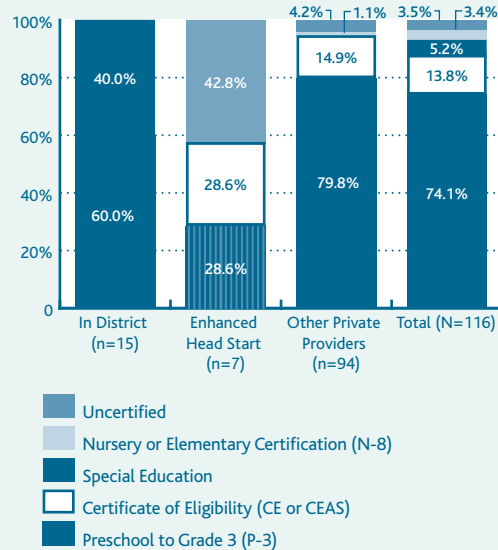 4.2% 1.1% 3.5% 3.4%
100%
80%
60%
40%
20%
0
40.0%
60.0%
42.8%
28.6%
28.6%
14.9%
79.8%
5.2%
13.8%
74.1%
In District
(n=15)
Enhanced
Head Start
(n=7)
Other Private
Providers
(n=94)
Total (N=116)
Uncertified
Nursery or Elementary Certification (N-8)
Special Education
Certificate of Eligibility (CE or CEAS)
Preschool to Grade 3 (P-3)